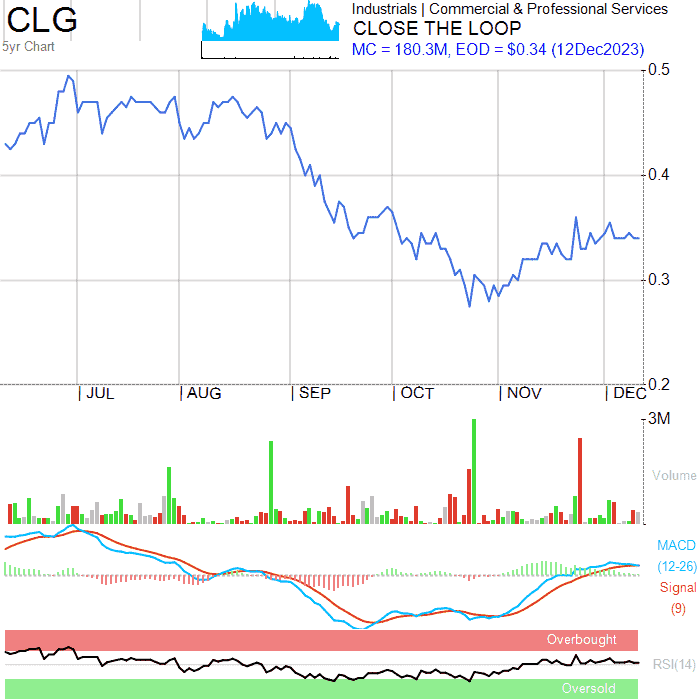 CLG
5yr Chart
Industrials | Commercial & Professional Services
CLOSE THE LOOP
MC = 180.3M, EOD = $0.34 (12Dec2023)
0.5
0.4
0.3
0.2
| JUL | AUG | SEP | OCT | NOV | DEC
3M
Volume
MACD
(12-26)
Signal
(9)
Overbought
RSI(14)
Oversold